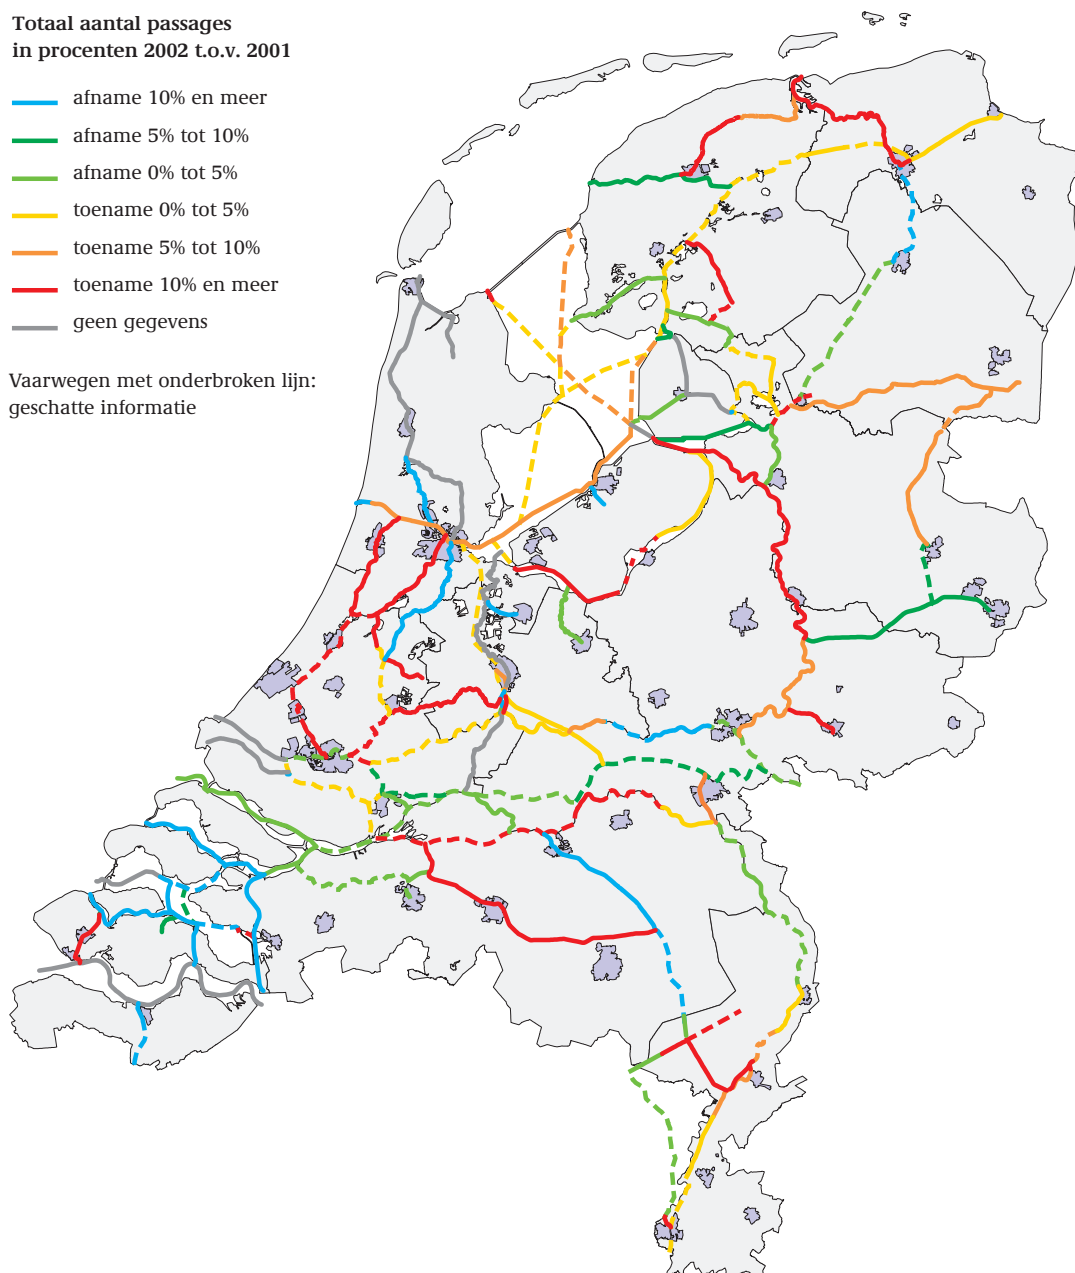 Totaal aantal passages
in procenten 2002 t.o.v. 2001
afname 10% en meer
afname 5% tot 10%
afname 0% tot 5%
toename 0% tot 5%
toename 5% tot 10%
toename 10% en meer
geen gegevens
Vaarwegen met onderbroken lijn:
geschatte informatie